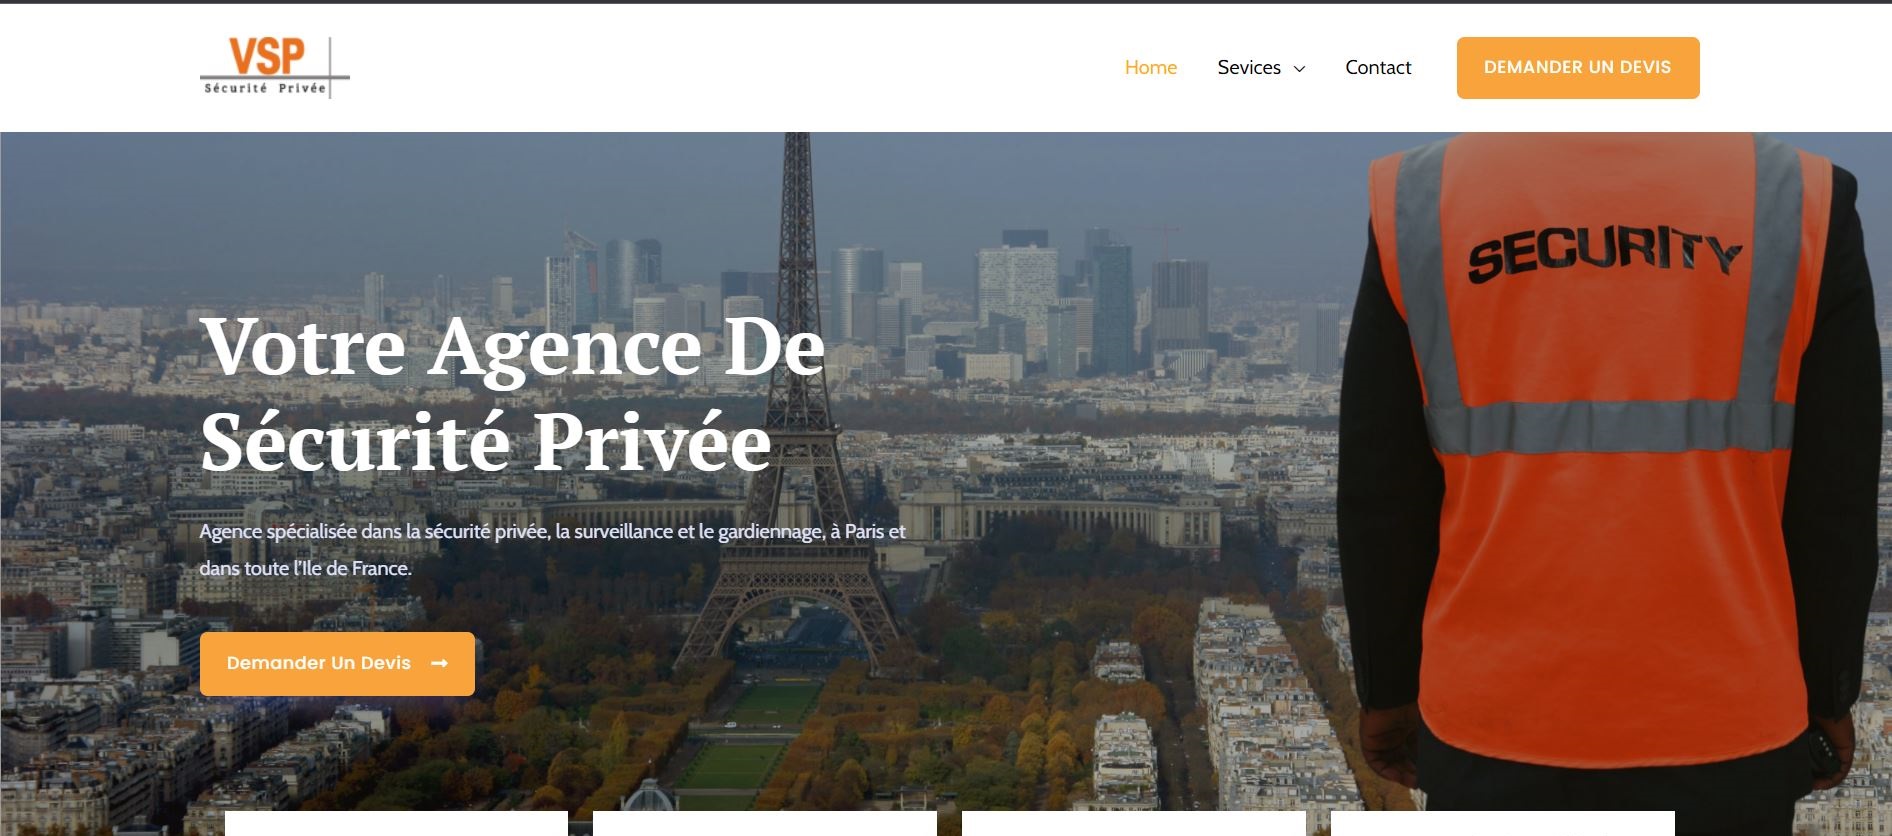 VSP
Sécurité Privée
Home
Sevices
Contact
DEMANDER UN DEVIS
SECURITY
Votre Agence De
Sécurité Privée
Agence spécialisée dans la sécurité privée, la surveillance et le gardiennage, à Paris et
dans toute l’Ile de France.
Demander Un Devis